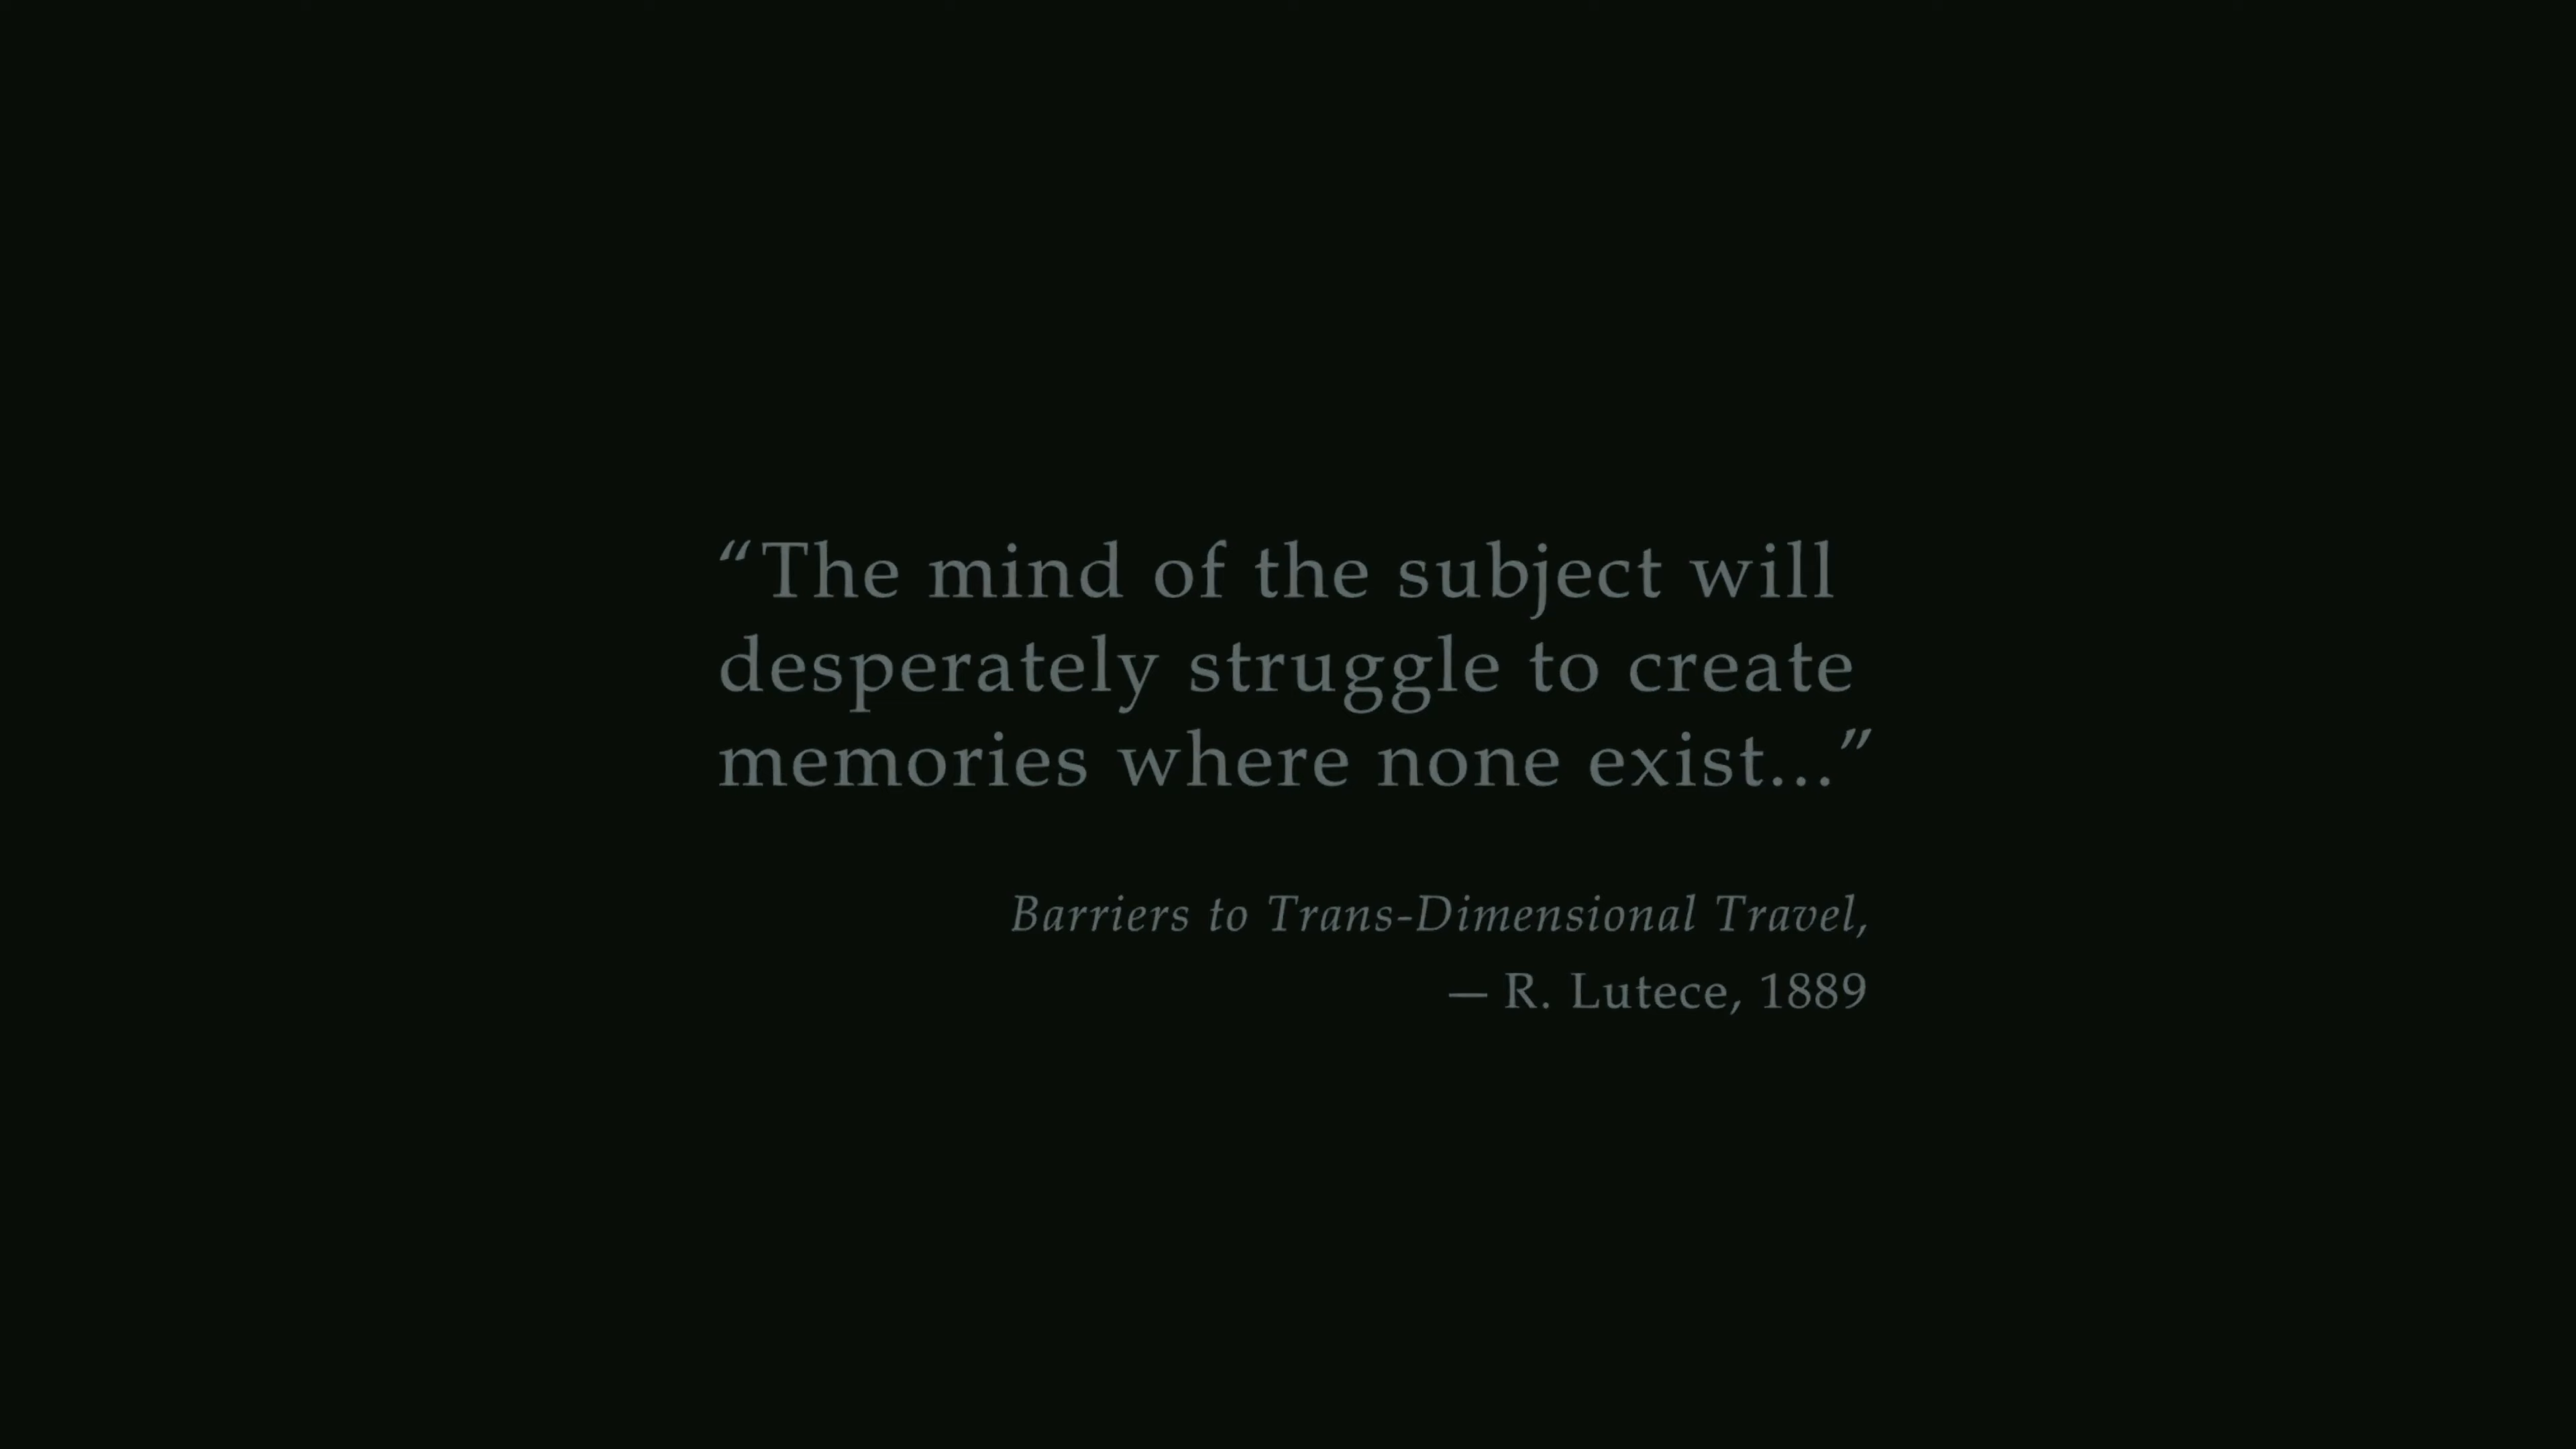 “The mind of the subject will
desperately struggle to create
memories where none exist...”
Barriers to Trans-Dimensional Travel,
— R. Lutece, 1889